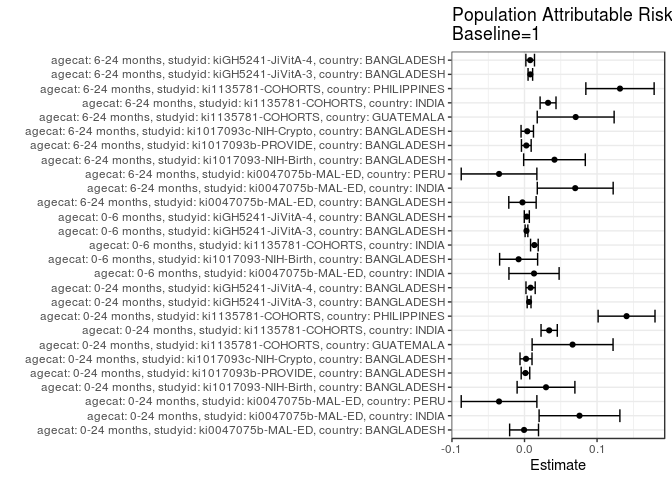 Population Attributable Risk
Baseline=1
agecat: 6-24 months, studyid: kiGH5241-JiVitA-4, country: BANGLADESH
agecat: 6-24 months, studyid: kiGH5241-JiVitA-3, country: BANGLADESH
agecat: 6-24 months, studyid: ki1135781-COHORTS, country: PHILIPPINES
agecat: 6-24 months, studyid: ki1135781-COHORTS, country: INDIA
agecat: 6-24 months, studyid: ki1135781-COHORTS, country: GUATEMALA
agecat: 6-24 months, studyid: ki1017093c-NIH-Crypto, country: BANGLADESH
agecat: 6-24 months, studyid: ki1017093b-PROVIDE, country: BANGLADESH
agecat: 6-24 months, studyid: ki1017093-NIH-Birth, country: BANGLADESH
agecat: 6-24 months, studyid: ki0047075b-MAL-ED, country: PERU
agecat: 6-24 months, studyid: ki0047075b-MAL-ED, country: INDIA
agecat: 6-24 months, studyid: ki0047075b-MAL-ED, country: BANGLADESH
agecat: 0-6 months, studyid: kiGH5241-JiVitA-4, country: BANGLADESH
agecat: 0-6 months, studyid: kiGH5241-JiVitA-3, country: BANGLADESH
agecat: 0-6 months, studyid: ki1135781-COHORTS, country: INDIA
agecat: 0-6 months, studyid: ki1017093-NIH-Birth, country: BANGLADESH
agecat: 0-6 months, studyid: ki0047075b-MAL-ED, country: INDIA
agecat: 0-24 months, studyid: kiGH5241-JiVitA-4, country: BANGLADESH
agecat: 0-24 months, studyid: kiGH5241-JiVitA-3, country: BANGLADESH
agecat: 0-24 months, studyid: ki1135781-COHORTS, country: PHILIPPINES
agecat: 0-24 months, studyid: ki1135781-COHORTS, country: INDIA
agecat: 0-24 months, studyid: ki1135781-COHORTS, country: GUATEMALA
agecat: 0-24 months, studyid: ki1017093c-NIH-Crypto, country: BANGLADESH
agecat: 0-24 months, studyid: ki1017093b-PROVIDE, country: BANGLADESH
agecat: 0-24 months, studyid: ki1017093-NIH-Birth, country: BANGLADESH
agecat: 0-24 months, studyid: ki0047075b-MAL-ED, country: PERU
agecat: 0-24 months, studyid: ki0047075b-MAL-ED, country: INDIA
agecat: 0-24 months, studyid: ki0047075b-MAL-ED, country: BANGLADESH
-0.1 0.0 0.1
Estimate